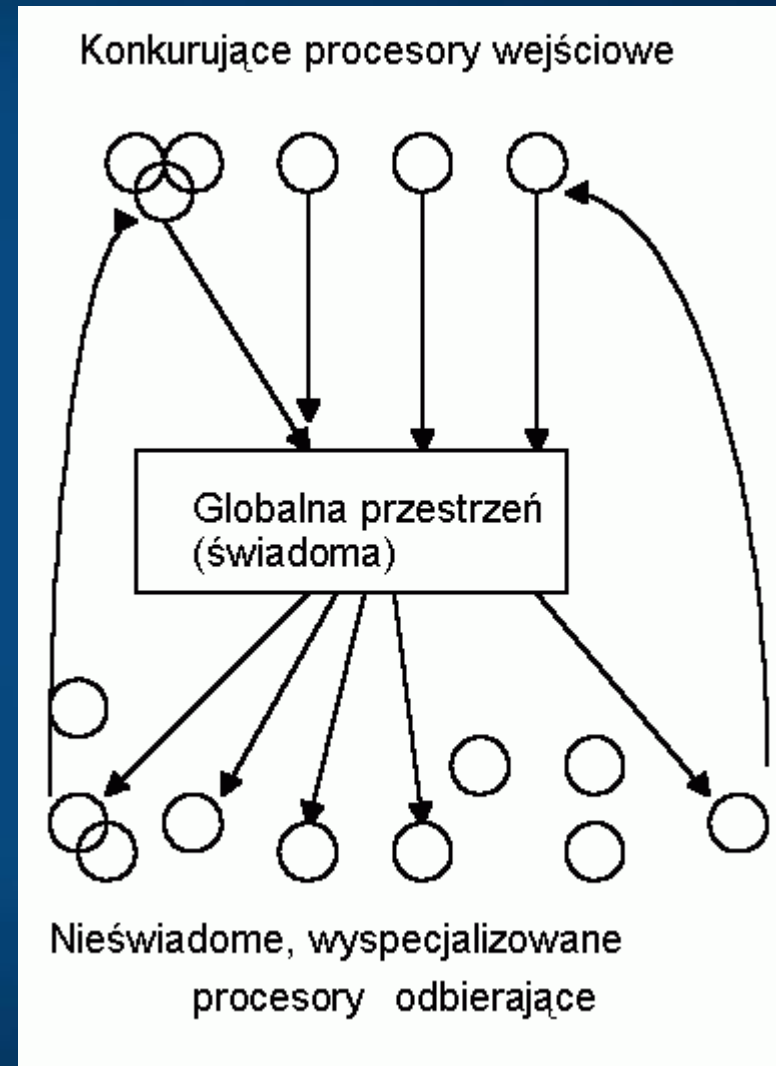 Konkurujące procesory wejściowe
Globalna przestrzeń
(świadoma)
Nieświadome, wyspecjalizowane
procesory odbierające